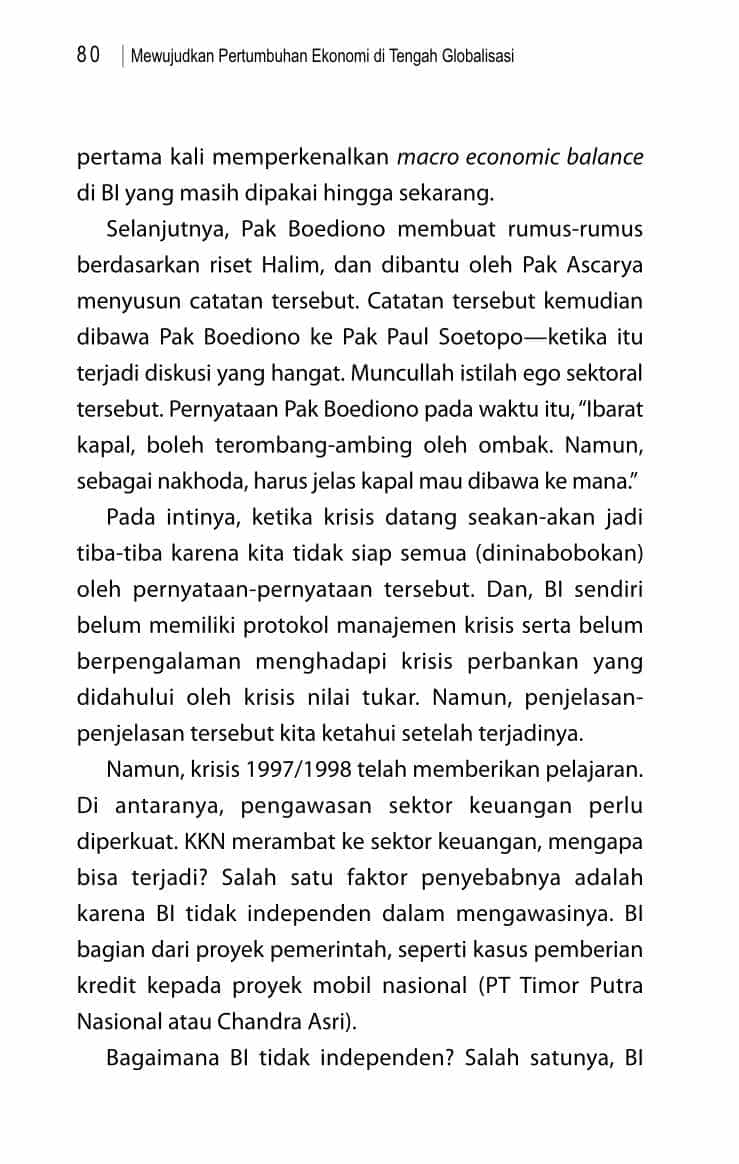 80 | Mewujudkan Pertumbuhan Ekonomi di Tengah Globalisasi
pertama kali memperkenalkan macro economic balance
di BI yang masih dipakai hingga sekarang.
Selanjutnya, Pak Boediono membuat rumus-rumus
berdasarkan riset Halim, dan dibantu oleh Pak Ascarya
menyusun catatan tersebut. Catatan tersebut kemudian
dibawa Pak Boediono ke Pak Paul Soetopo—ketika itu
terjadi diskusi yang hangat. Muncullah istilah ego sektoral
tersebut. Pernyataan Pak Boediono pada waktu itu, “Ibarat
kapal, boleh terombang-ambing oleh ombak. Namun,
sebagai nakhoda, harus jelas kapal mau dibawa ke mana.”
Pada intinya, ketika krisis datang seakan-akan jadi
tiba-tiba karena kita tidak siap semua (dininabobokan)
oleh pernyataan-pernyataan tersebut. Dan, BI sendiri
belum memiliki protokol manajemen krisis serta belum
berpengalaman menghadapi krisis perbankan yang
didahului oleh krisis nilai tukar. Namun, penjelasan-
penjelasan tersebut kita ketahui setelah terjadinya.
Namun, krisis 1997/1998 telah memberikan pelajaran.
Di antaranya, pengawasan sektor keuangan perlu
diperkuat. KKN merambat ke sektor keuangan, mengapa
bisa terjadi? Salah satu faktor penyebabnya adalah
karena BI tidak independen dalam mengawasinya. BI
bagian dari proyek pemerintah, seperti kasus pemberian
kredit kepada proyek mobil nasional (PT Timor Putra
Nasional atau Chandra Asri).
Bagaimana BI tidak independen? Salah satunya, BI